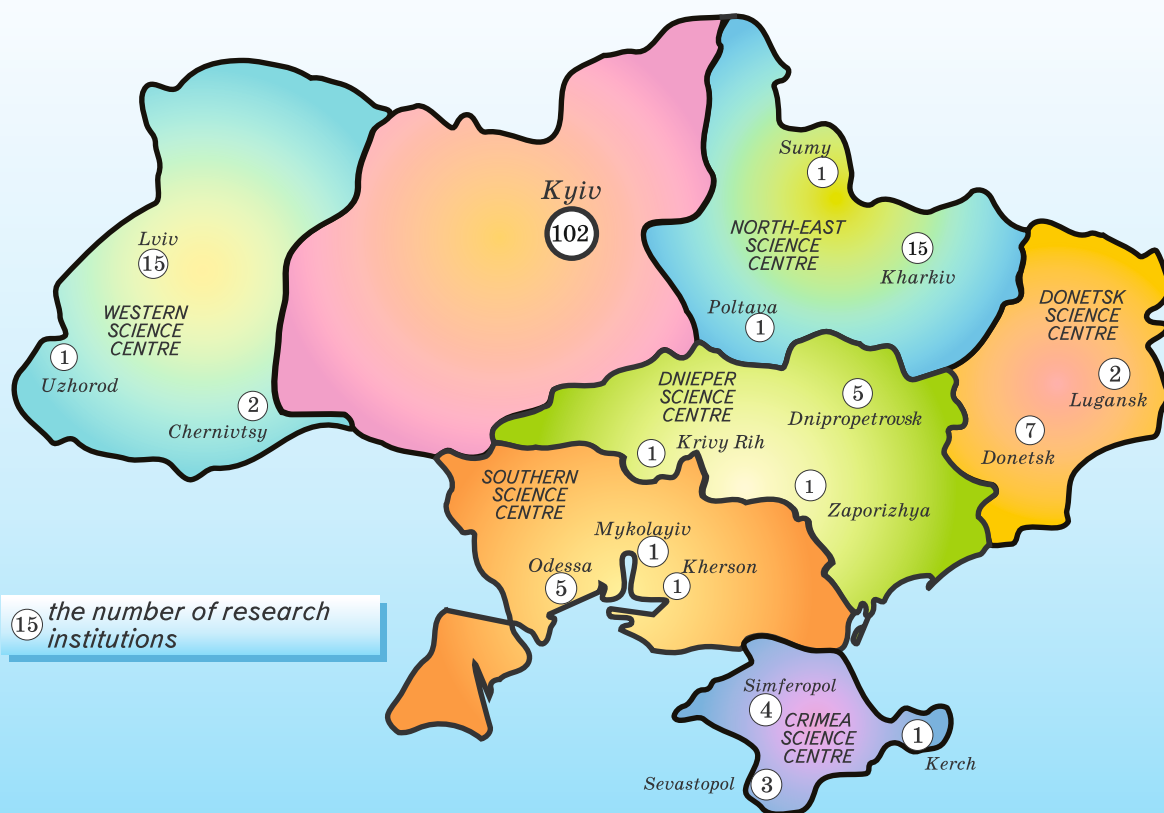 Sumy
1
Kyiv
102
NORTH-EAST
SCIENCE
CENTRE
15
Kharkiv
Lviv
15
WESTERN
SCIENCE
CENTRE
1
Uzhorod
2
Chernivtsy
Poltava
1
DONETSK
SCIENCE
CENTRE
2
Lugansk
7
Donetsk
DNIEPER
SCIENCE
CENTRE
5
Dnipropetrovsk
Krivy Rih
1
1
Zaporizhya
SOUTHERN
SCIENCE
CENTRE
Mykolayiv
1
Odessa
5
Kherson
1
15 the number of research
institutions
Simferopol
4
CRIMEA
SCIENCE
CENTRE
1
Kerch
Sevastopol
3